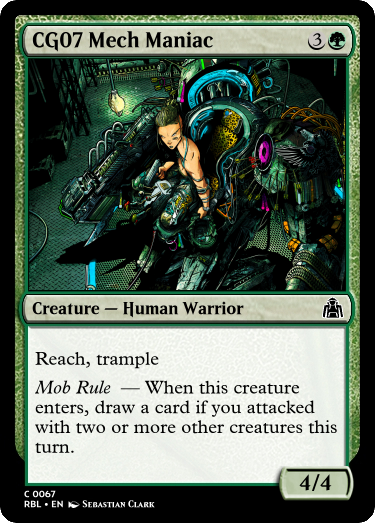 CG07 Mech Maniac 3
Creature — Human Warrior
Reach, trample
Mob Rule — When this creature
enters, draw a card if you attacked
with two or more other creatures this
turn.
4/4
C 0067
RBL • EN Sebastian Clark